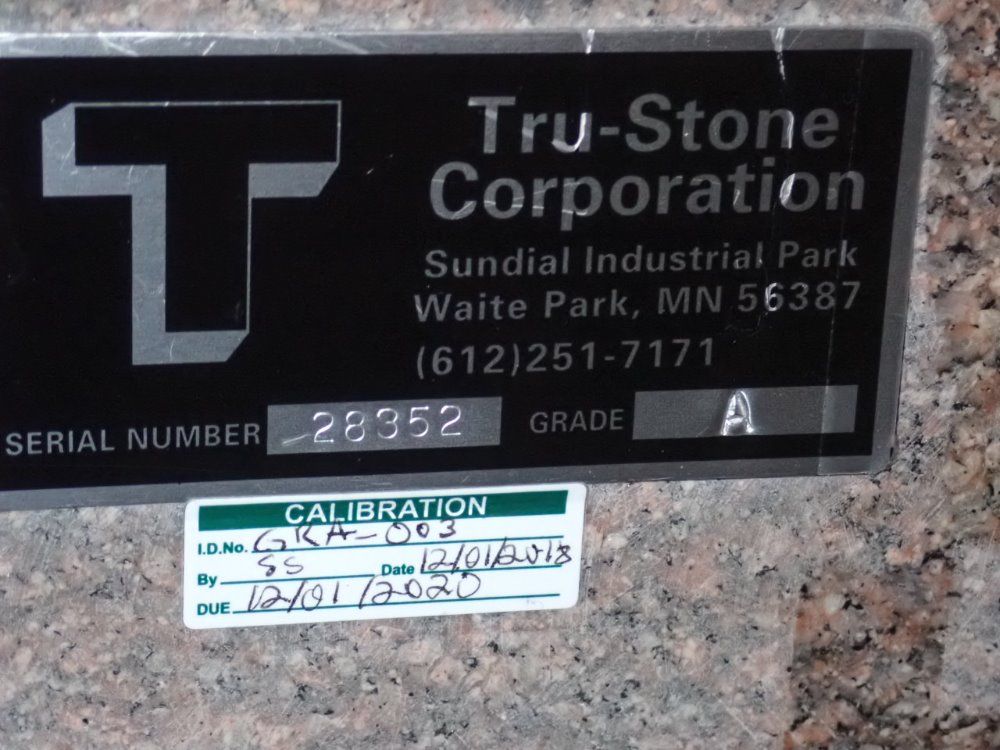 T
Tru-Stone
Corporation
Sundial Industrial Park
Waite Park, MN 56387
(612)251-7171
SERIAL NUMBER 28352 GRADE A
CALIBRATION
I.D.No. GRA-003
By SS Date 12/01/2018
DUE 12/01/2020